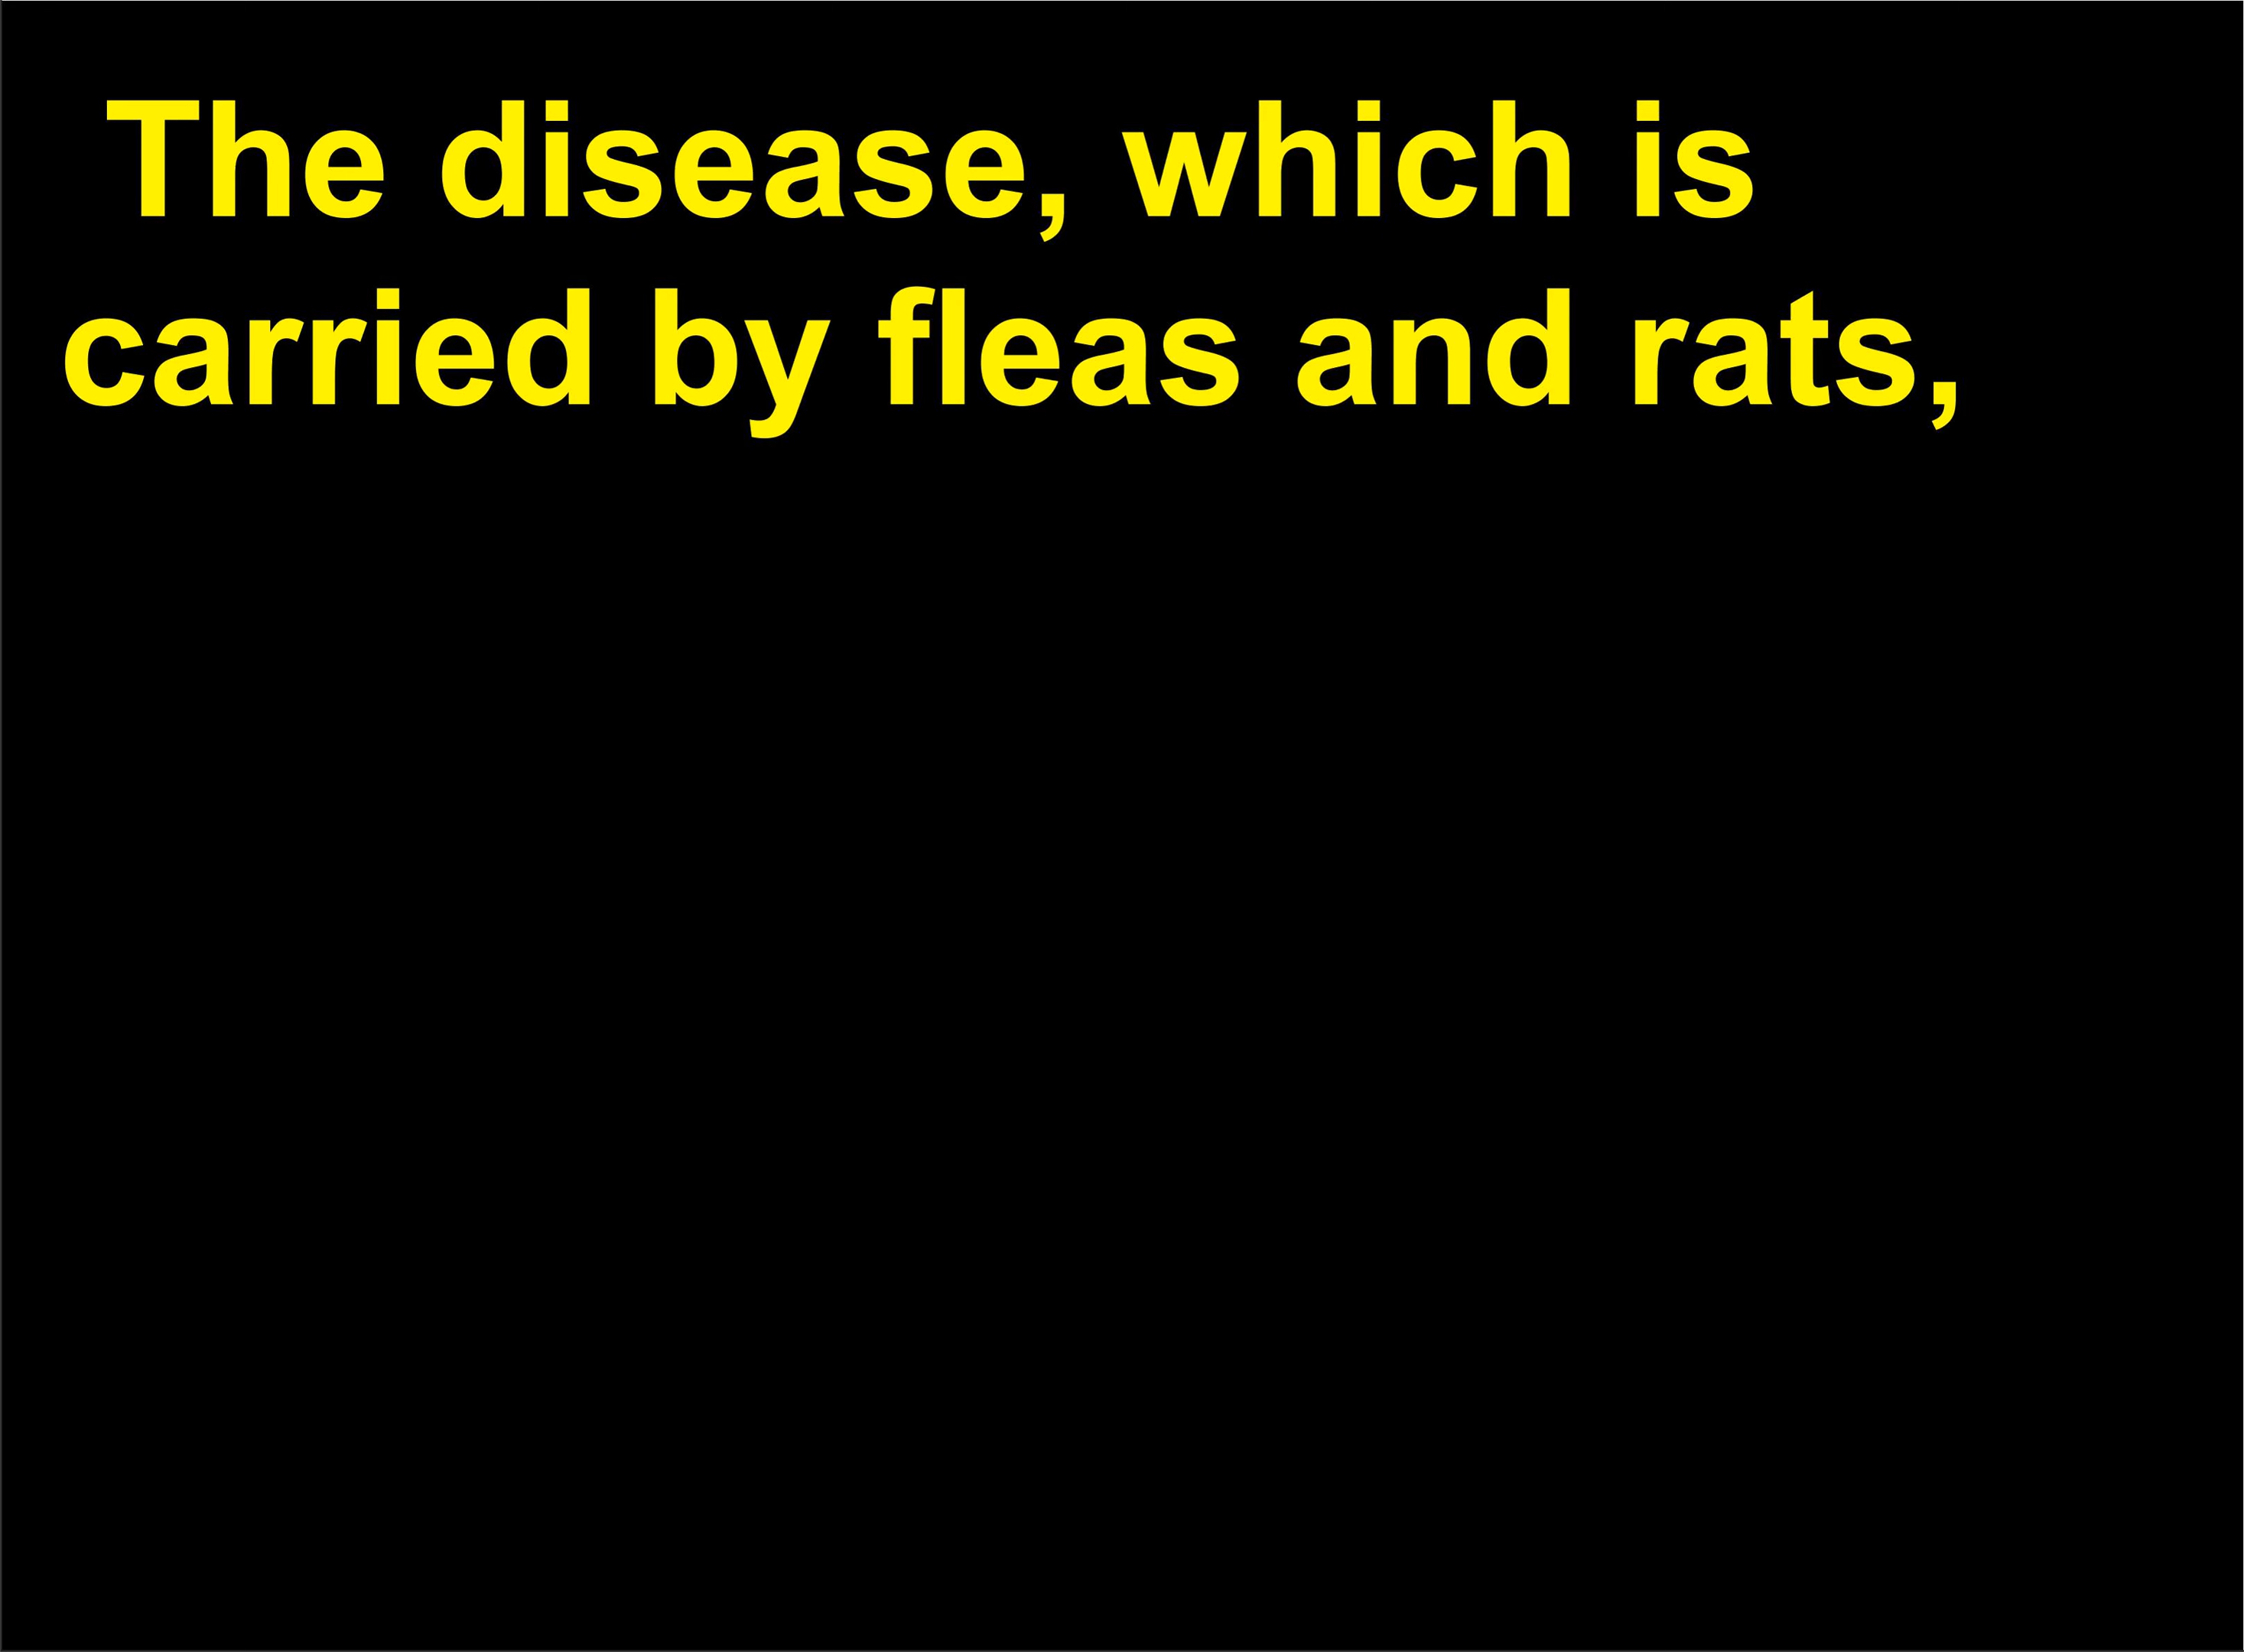 The disease, which is
carried by fleas and rats,